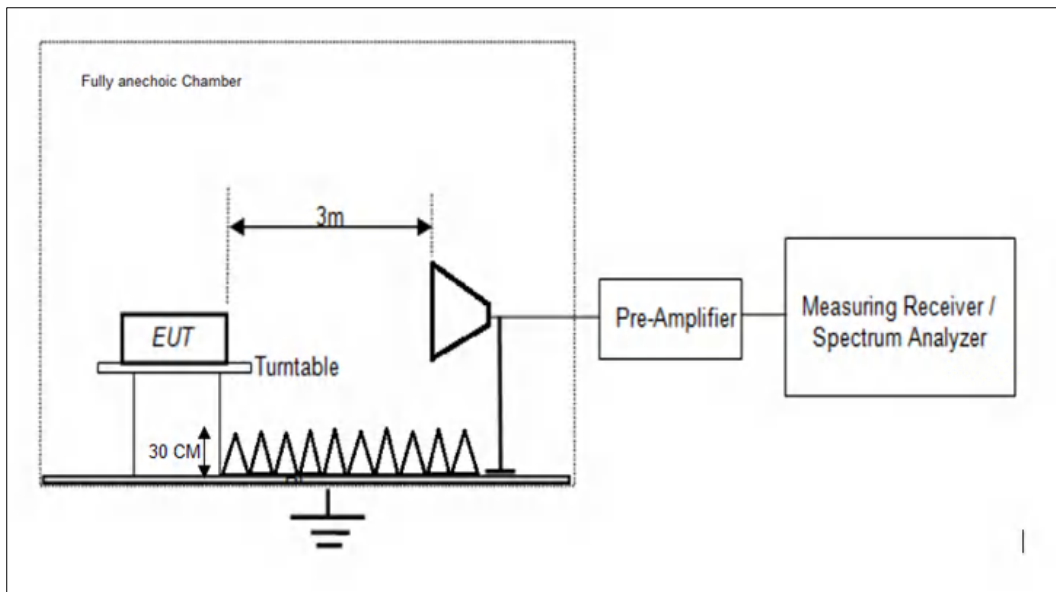 Fully anechoic Chamber
3m
EUT
Turntable
30 CM
Pre-Amplifier
Measuring Receiver /
Spectrum Analyzer